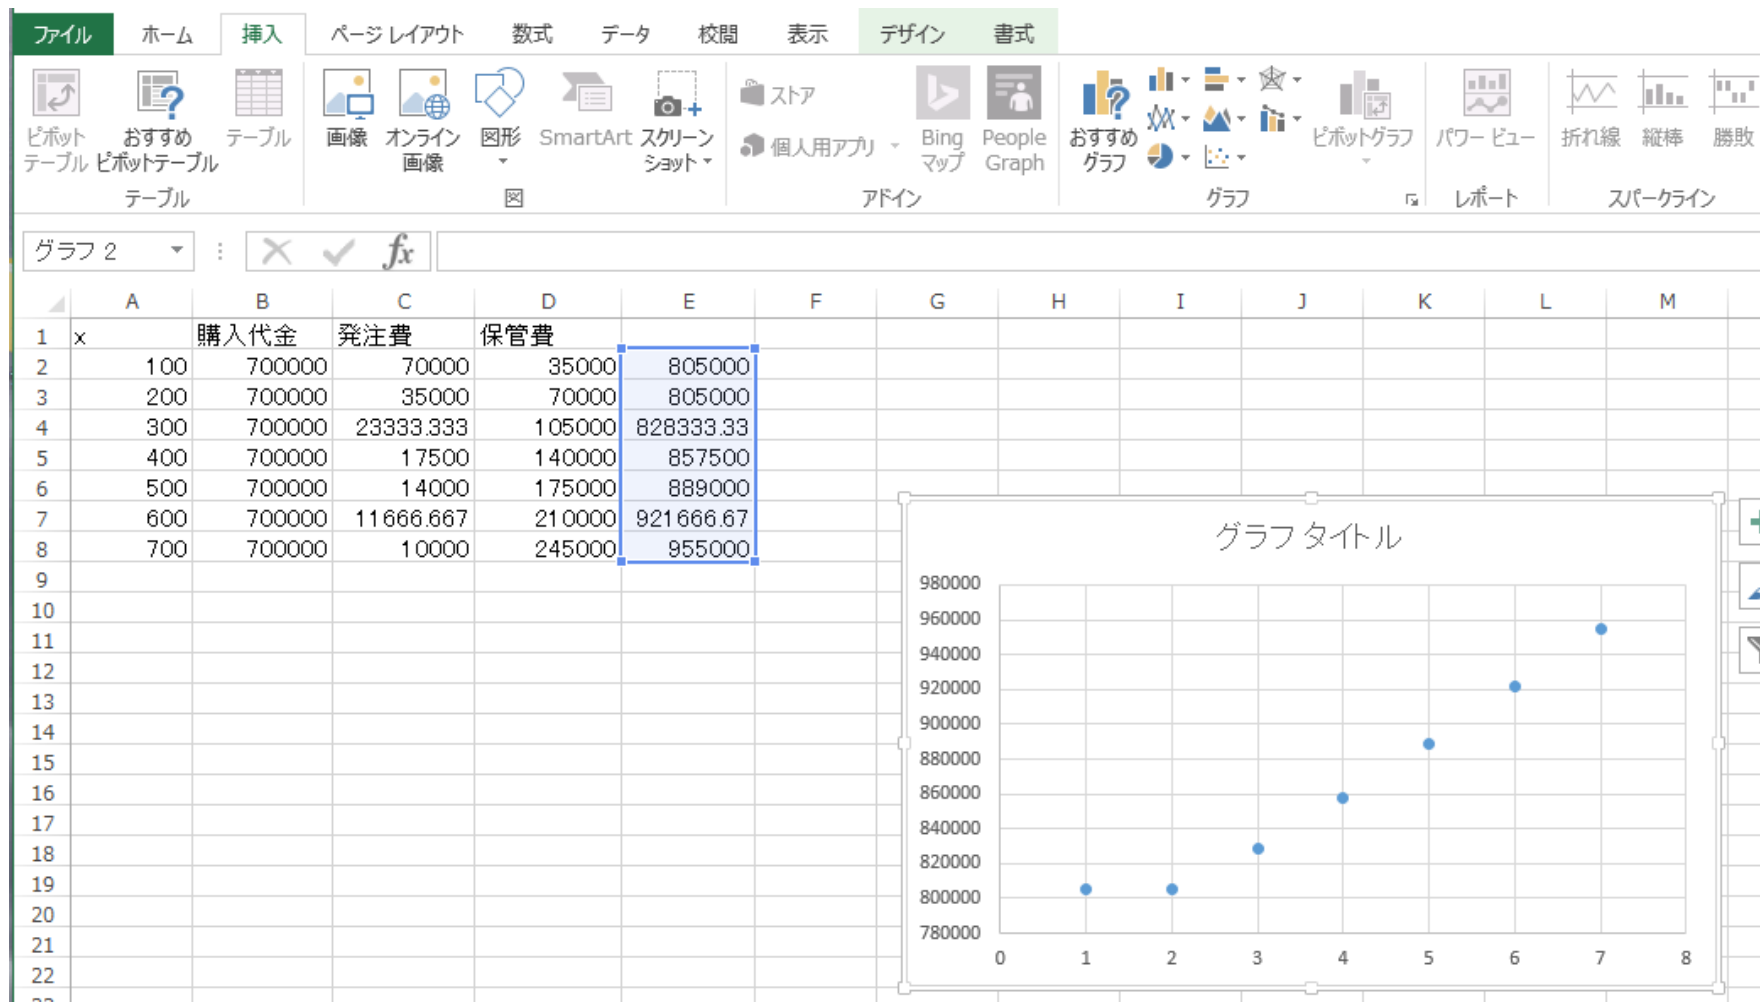 ファイル ホーム 挿入 ページ レイアウト 数式 データ 校閲 表示 デザイン 書式
ピボット
テーブル
おすすめ
ピボットテーブル
テーブル
テーブル
画像
オンライン
画像
図形
SmartArt
スクリーン
ショット
図
ストア
個人用アプリ
Bing
マップ
People
Graph
アドイン
おすすめ
グラフ
ピボットグラフ
グラフ
パワー ビュー
レポート
折れ線 縦棒 勝敗
スパークライン
グラフ 2 fx
A B C D E F G H I J K L M
1 x 購入代金 発注費 保管費
2 100 700000 70000 35000 805000
3 200 700000 35000 70000 805000
4 300 700000 23333.333 105000 828333.33
5 400 700000 17500 140000 857500
6 500 700000 14000 175000 889000
7 600 700000 11666.667 210000 921666.67
8 700 700000 10000 245000 955000
9
10
11
12
13
14
15
16
17
18
19
20
21
22
グラフ タイトル
980000
960000
940000
920000
900000
880000
860000
840000
820000
800000
780000
0 1 2 3 4 5 6 7 8